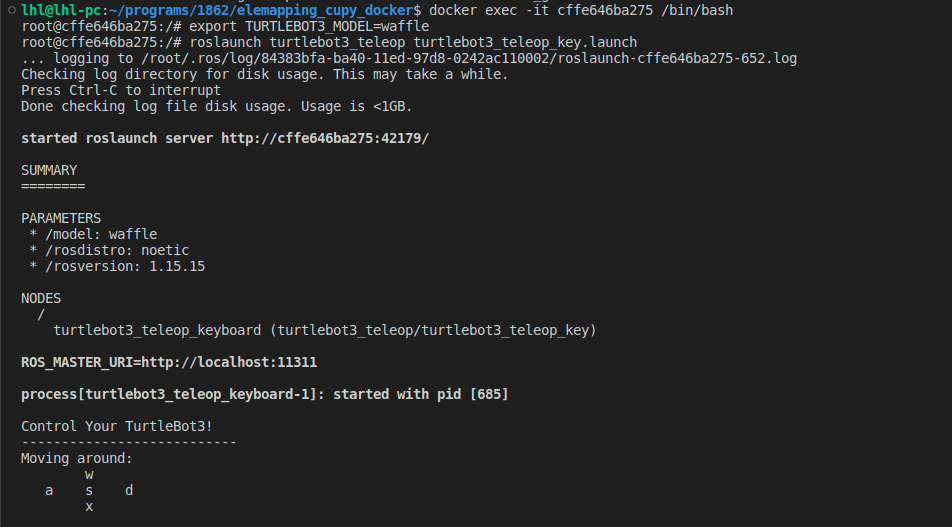 lhl@lhl-pc:~/programs/1862/elemapping_cupy_docker$ docker exec -it cffe646ba275 /bin/bash
root@cffe646ba275:/# export TURTLEBOT3_MODEL=waffle
root@cffe646ba275:/# roslaunch turtlebot3_teleop turtlebot3_teleop_key.launch
... logging to /root/.ros/log/84383bfa-ba40-11ed-97d8-0242ac110002/roslaunch-cffe646ba275-652.log
Checking log directory for disk usage. This may take a while.
Press Ctrl-C to interrupt
Done checking log file disk usage. Usage is <1GB.

started roslaunch server http://cffe646ba275:42179/

SUMMARY
========

PARAMETERS
 * /model: waffle
 * /rosdistro: noetic
 * /rosversion: 1.15.15

NODES
  /
    turtlebot3_teleop_keyboard (turtlebot3_teleop/turtlebot3_teleop_key)

ROS_MASTER_URI=http://localhost:11311

process[turtlebot3_teleop_keyboard-1]: started with pid [685]

Control Your TurtleBot3!
---------------------------
Moving around:
        w
   a    s    d
        x